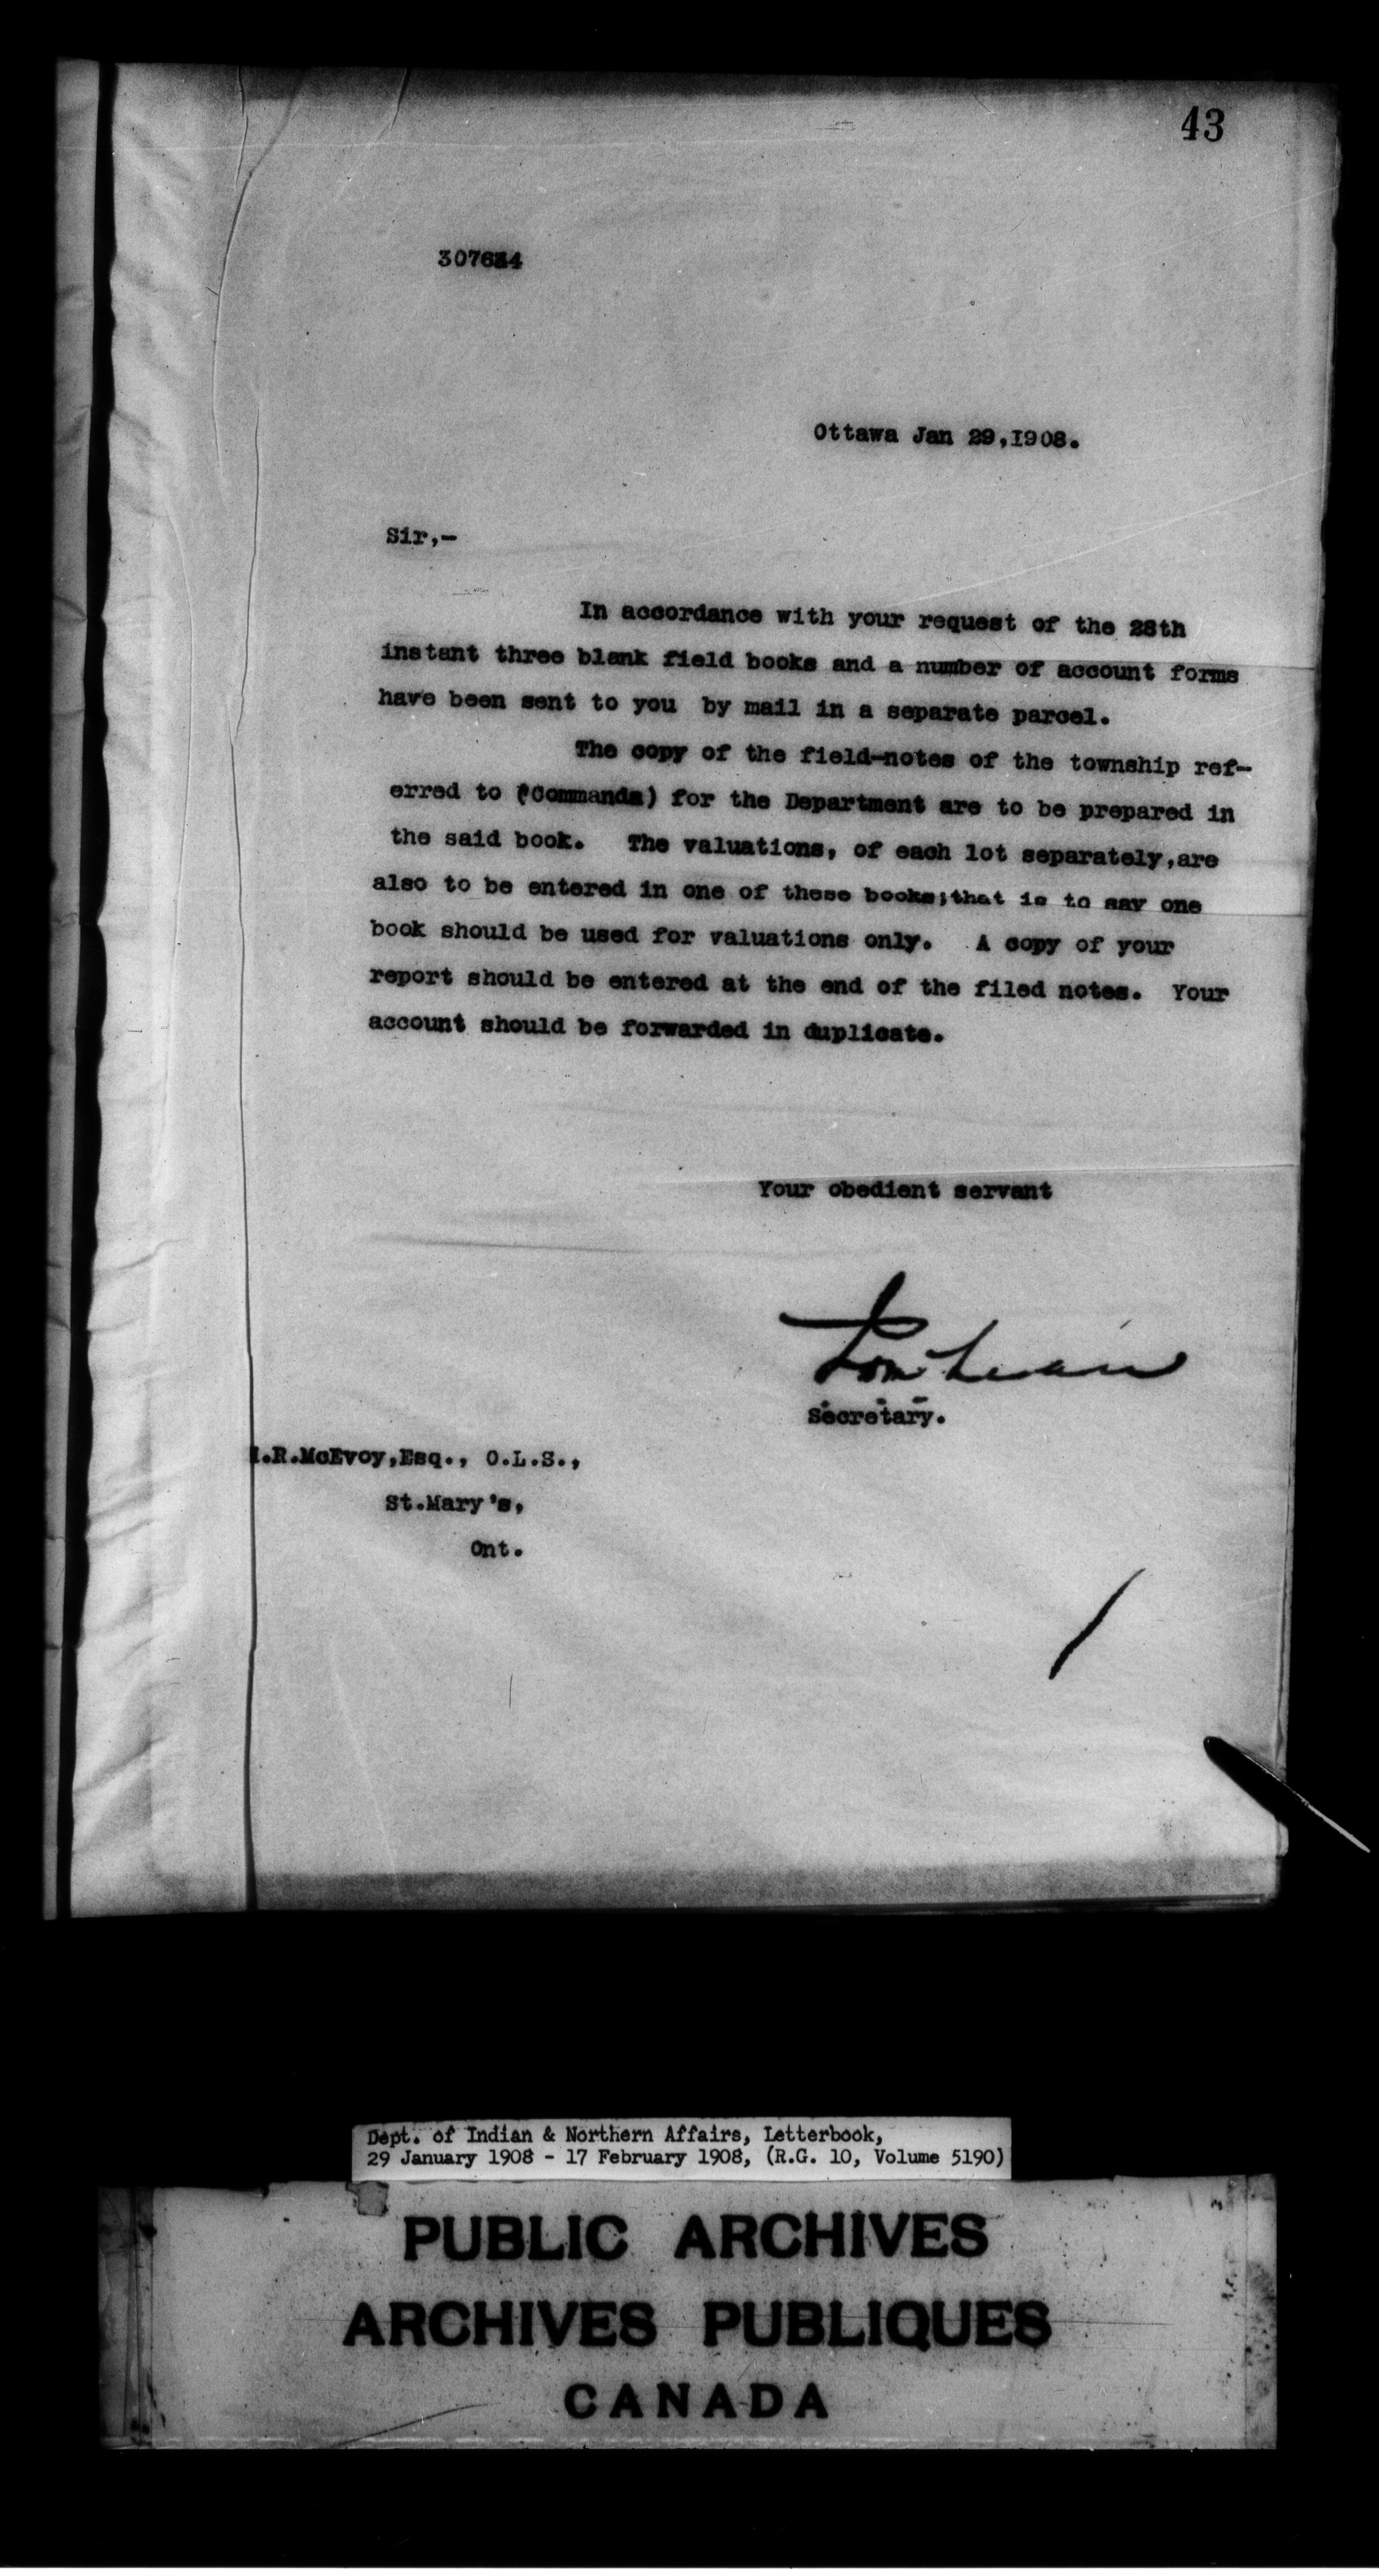 43
Ottawa Jan 29,1908.
Sir,-
In accordance with your request of the 28th
instant three blank field books and a number of account forms
have been sent to you by mail in a separate parcel.
The copy of the field-notes of the township ref-
erred to (Commanda) for the Department are to be prepared in
the said book. The valuations, of each lot separately,are
also to be entered in one of these books;that is to say one
book should be used for valuations only. A copy of your
report should be entered at the end of the filed notes. Your
account should be forwarded in duplicate.
Your obedient servant
Secretary.
.R.McEvoy,Esq., O.L.S.,
St.Mary's,
Ont.
Dept. of Indian & Northern Affairs, Letterbook,
29 January 1908 - 17 February 1908, (R.G. 10, Volume 5190)
PUBLIC ARCHIVES
ARCHIVES PUBLIQUES
CANADA